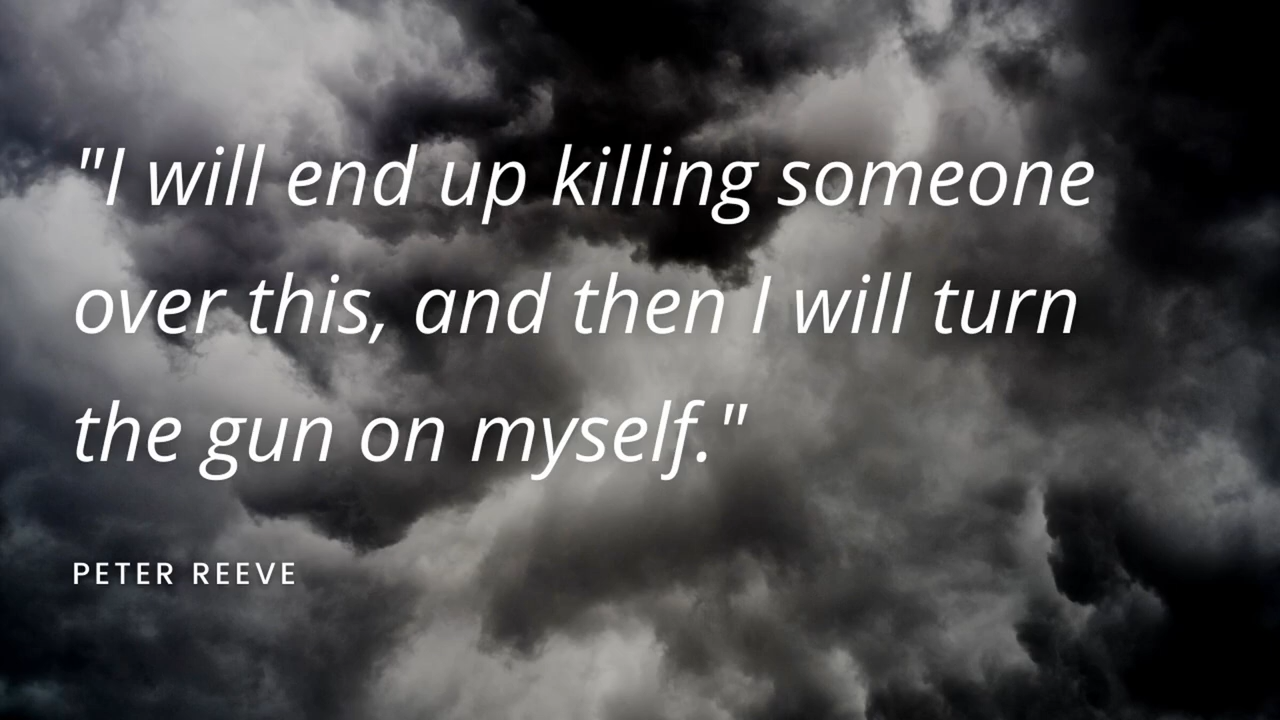 "I will end up killing someone
over this, and then I will turn
the gun on myself."
PETER REEVE